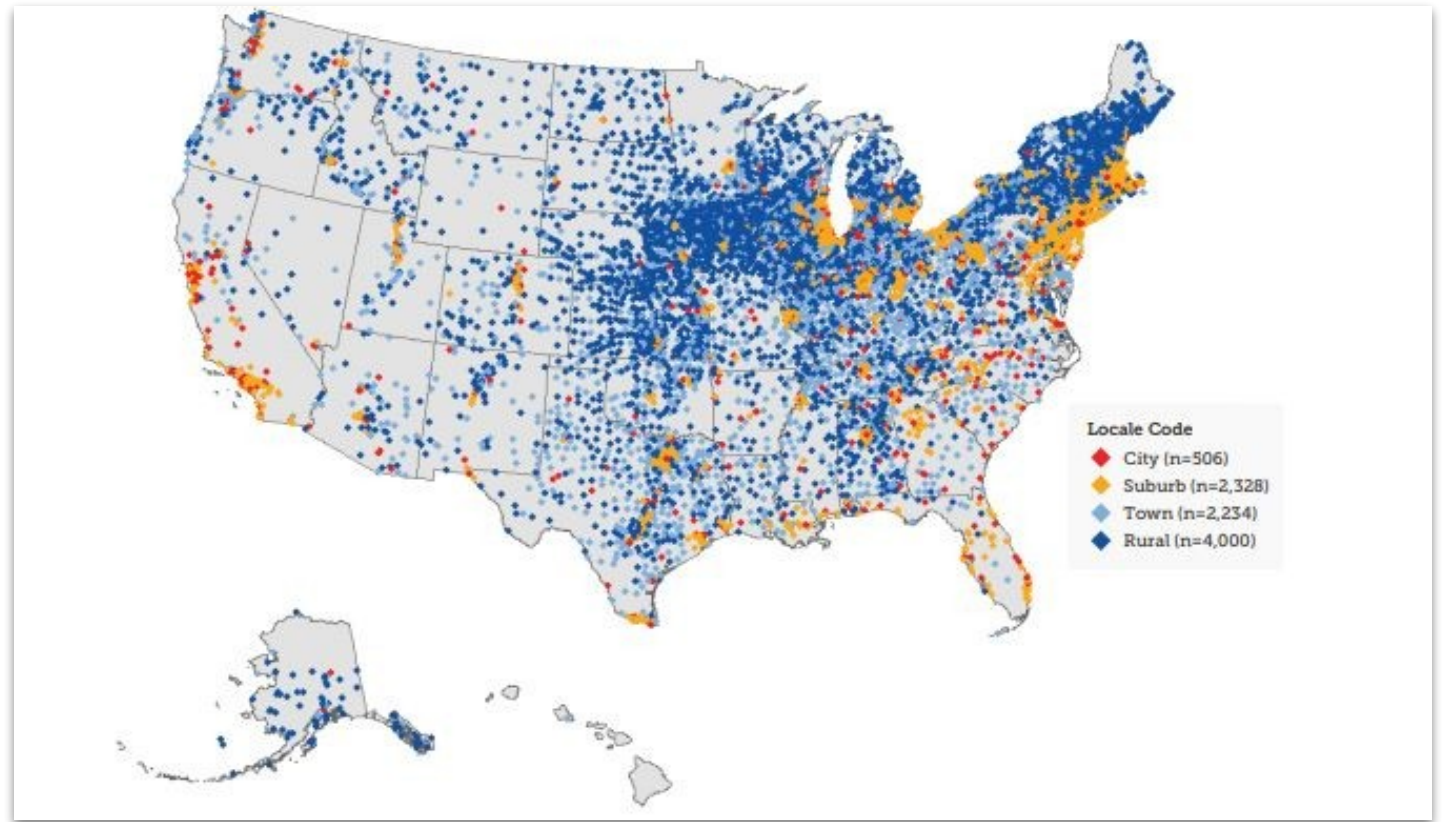 Locale Code
City (n=506)
Suburb (n=2,328)
Town (n=2,234)
Rural (n=4,000)